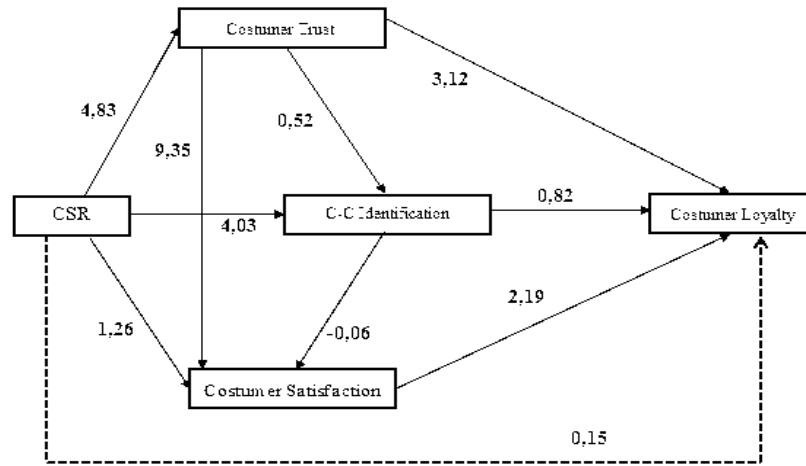 Costumer Trust
3,12
4,83
0,52
9,35
CSR
C-C Identification
0,82
Costumer Loyalty
4,03
2,19
1,26
-0,06
Costumer Satisfaction
0,15